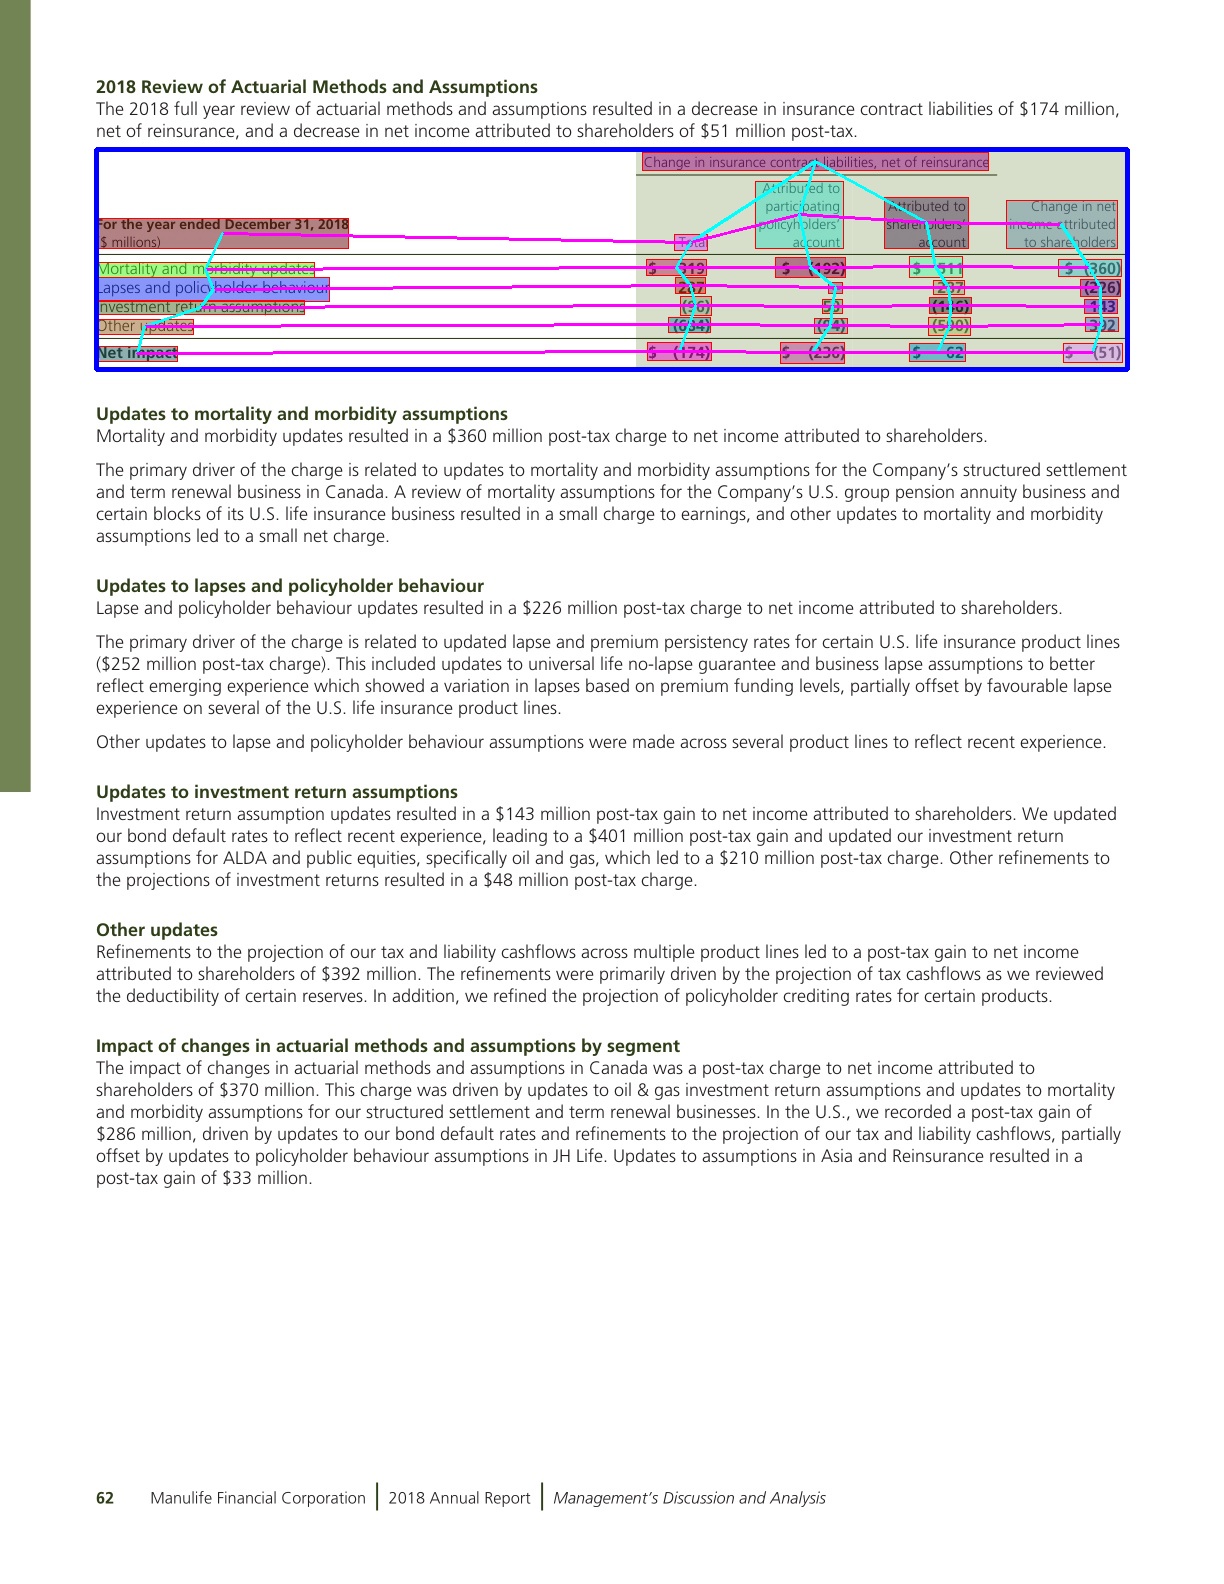 2018 Review of Actuarial Methods and Assumptions
The 2018 full year review of actuarial methods and assumptions resulted in a decrease in insurance contract liabilities of $174 million,
net of reinsurance, and a decrease in net income attributed to shareholders of $51 million post-tax.
Change in insurance contract liabilities, net of reinsurance
For the year ended December 31, 2018
($ millions)
Total
Attributed to
participating
policyholders’
account
Attributed to
shareholders’
account
Change in net
income attributed
to shareholders
Mortality and morbidity updates $ 319 $ (192) $ 511 $ (360)
Lapses and policyholder behaviour 287 – 287 (226)
Investment return assumptions (96) 50 (146) 143
Other updates (684) (94) (590) 392
Net impact $ (174) $ (236) $ 62 $ (51)
Updates to mortality and morbidity assumptions
Mortality and morbidity updates resulted in a $360 million post-tax charge to net income attributed to shareholders.
The primary driver of the charge is related to updates to mortality and morbidity assumptions for the Company’s structured settlement
and term renewal business in Canada. A review of mortality assumptions for the Company’s U.S. group pension annuity business and
certain blocks of its U.S. life insurance business resulted in a small charge to earnings, and other updates to mortality and morbidity
assumptions led to a small net charge.
Updates to lapses and policyholder behaviour
Lapse and policyholder behaviour updates resulted in a $226 million post-tax charge to net income attributed to shareholders.
The primary driver of the charge is related to updated lapse and premium persistency rates for certain U.S. life insurance product lines
($252 million post-tax charge). This included updates to universal life no-lapse guarantee and business lapse assumptions to better
reflect emerging experience which showed a variation in lapses based on premium funding levels, partially offset by favourable lapse
experience on several of the U.S. life insurance product lines.
Other updates to lapse and policyholder behaviour assumptions were made across several product lines to reflect recent experience.
Updates to investment return assumptions
Investment return assumption updates resulted in a $143 million post-tax gain to net income attributed to shareholders. We updated
our bond default rates to reflect recent experience, leading to a $401 million post-tax gain and updated our investment return
assumptions for ALDA and public equities, specifically oil and gas, which led to a $210 million post-tax charge. Other refinements to
the projections of investment returns resulted in a $48 million post-tax charge.
Other updates
Refinements to the projection of our tax and liability cashflows across multiple product lines led to a post-tax gain to net income
attributed to shareholders of $392 million. The refinements were primarily driven by the projection of tax cashflows as we reviewed
the deductibility of certain reserves. In addition, we refined the projection of policyholder crediting rates for certain products.
Impact of changes in actuarial methods and assumptions by segment
The impact of changes in actuarial methods and assumptions in Canada was a post-tax charge to net income attributed to
shareholders of $370 million. This charge was driven by updates to oil & gas investment return assumptions and updates to mortality
and morbidity assumptions for our structured settlement and term renewal businesses. In the U.S., we recorded a post-tax gain of
$286 million, driven by updates to our bond default rates and refinements to the projection of our tax and liability cashflows, partially
offset by updates to policyholder behaviour assumptions in JH Life. Updates to assumptions in Asia and Reinsurance resulted in a
post-tax gain of $33 million.
62 Manulife Financial Corporation | 2018 Annual Report | Management’s Discussion and Analysis